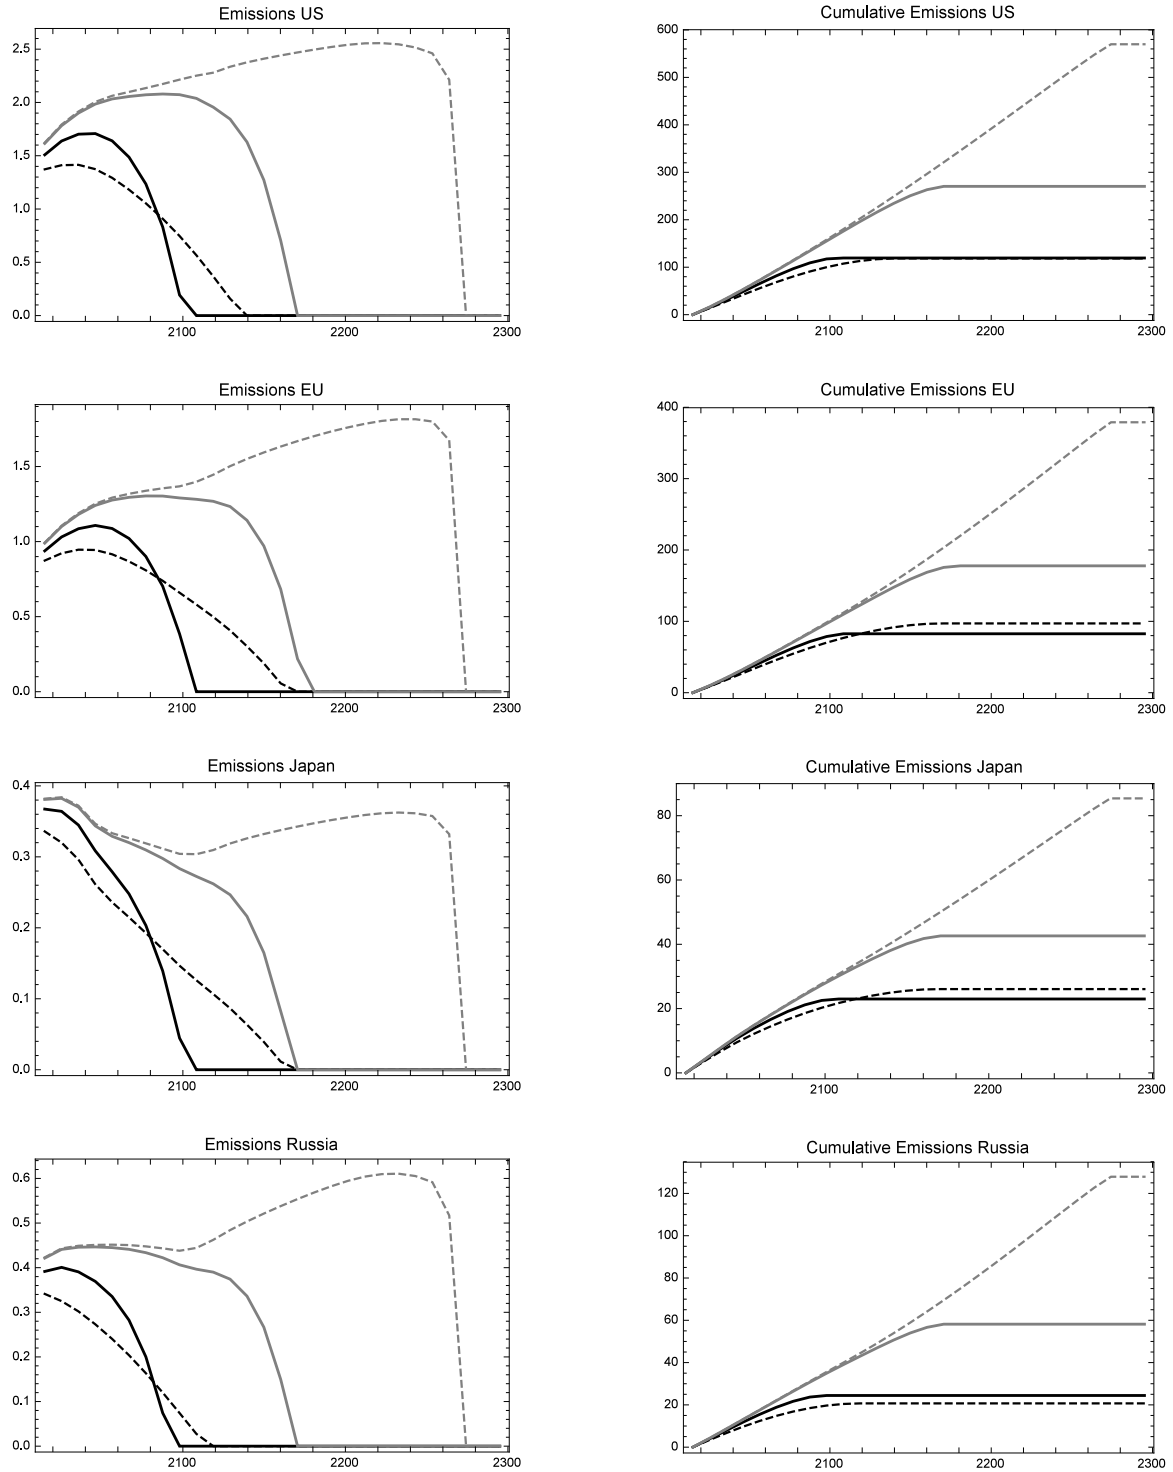 Emissions US
2.5
2.0
1.5
1.0
0.5
0.0
2100 2200 2300
Cumulative Emissions US
600
500
400
300
200
100
0
2100 2200 2300
Emissions EU
1.5
1.0
0.5
0.0
2100 2200 2300
Cumulative Emissions EU
400
300
200
100
0
2100 2200 2300
Emissions Japan
0.4
0.3
0.2
0.1
0.0
2100 2200 2300
Cumulative Emissions Japan
80
60
40
20
0
2100 2200 2300
Emissions Russia
0.6
0.5
0.4
0.3
0.2
0.1
0.0
2100 2200 2300
Cumulative Emissions Russia
120
100
80
60
40
20
0
2100 2200 2300